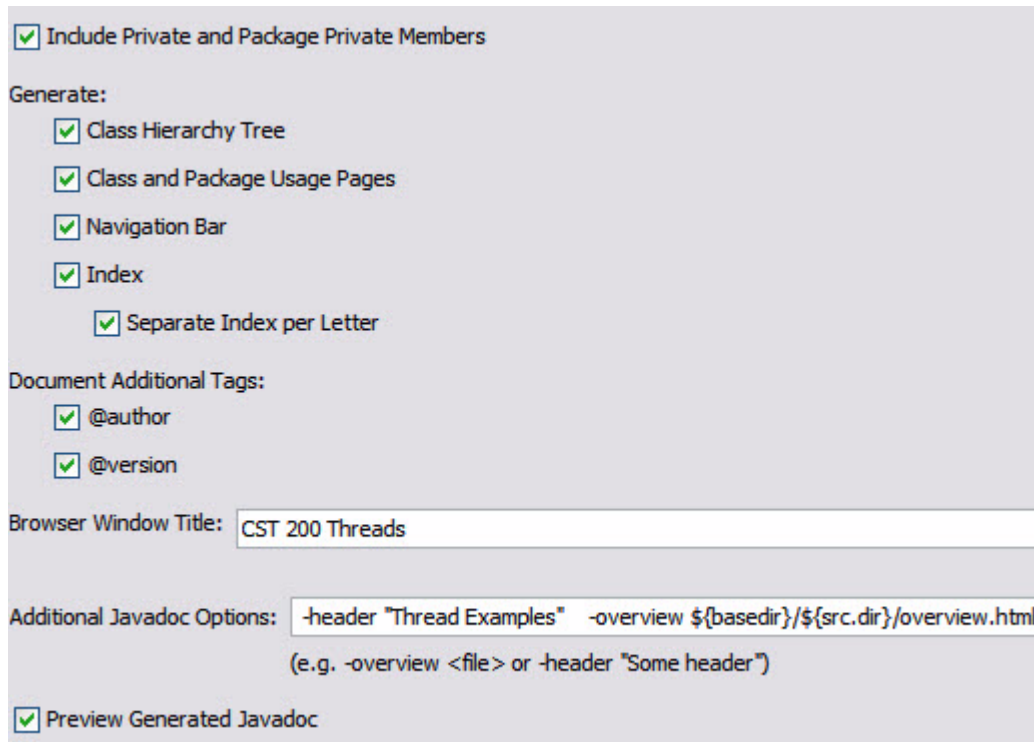 Include Private and Package Private Members
Generate:
Class Hierarchy Tree
Class and Package Usage Pages
Navigation Bar
Index
Separate Index per Letter
Document Additional Tags:
@author
@version
Browser Window Title: CST 200 Threads
Additional Javadoc Options: -header "Thread Examples" -overview ${basedir}/${src.dir}/overview.html
(e.g. -overview <file> or -header "Some header")
Preview Generated Javadoc